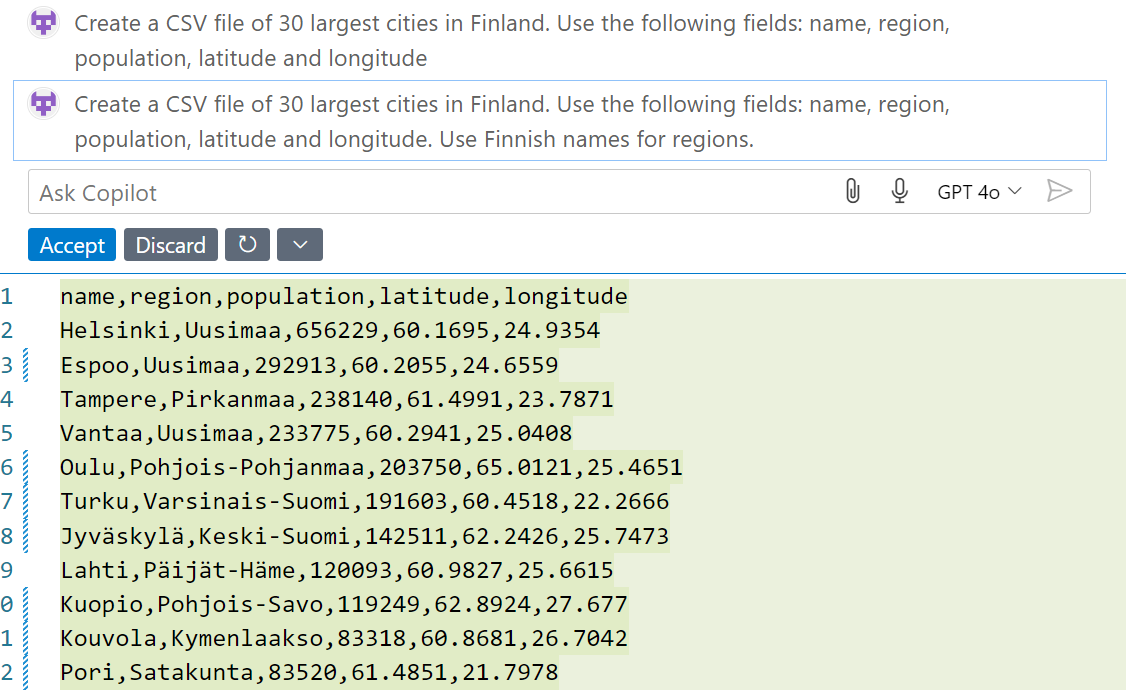 Create a CSV file of 30 largest cities in Finland. Use the following fields: name, region,
population, latitude and longitude
Create a CSV file of 30 largest cities in Finland. Use the following fields: name, region,
population, latitude and longitude. Use Finnish names for regions.
Ask Copilot GPT 4o
Accept Discard
1 name,region,population,latitude,longitude
2 Helsinki,Uusimaa,656229,60.1695,24.9354
3 Espoo,Uusimaa,292913,60.2055,24.6559
4 Tampere,Pirkanmaa,238140,61.4991,23.7871
5 Vantaa,Uusimaa,233775,60.2941,25.0408
6 Oulu,Pohjois-Pohjanmaa,203750,65.0121,25.4651
7 Turku,Varsinais-Suomi,191603,60.4518,22.2666
8 Jyväskylä,Keski-Suomi,142511,62.2426,25.7473
9 Lahti,Päijät-Häme,120093,60.9827,25.6615
0 Kuopio,Pohjois-Savo,119249,62.8924,27.677
1 Kouvola,Kymenlaakso,83318,60.8681,26.7042
2 Pori,Satakunta,83520,61.4851,21.7978